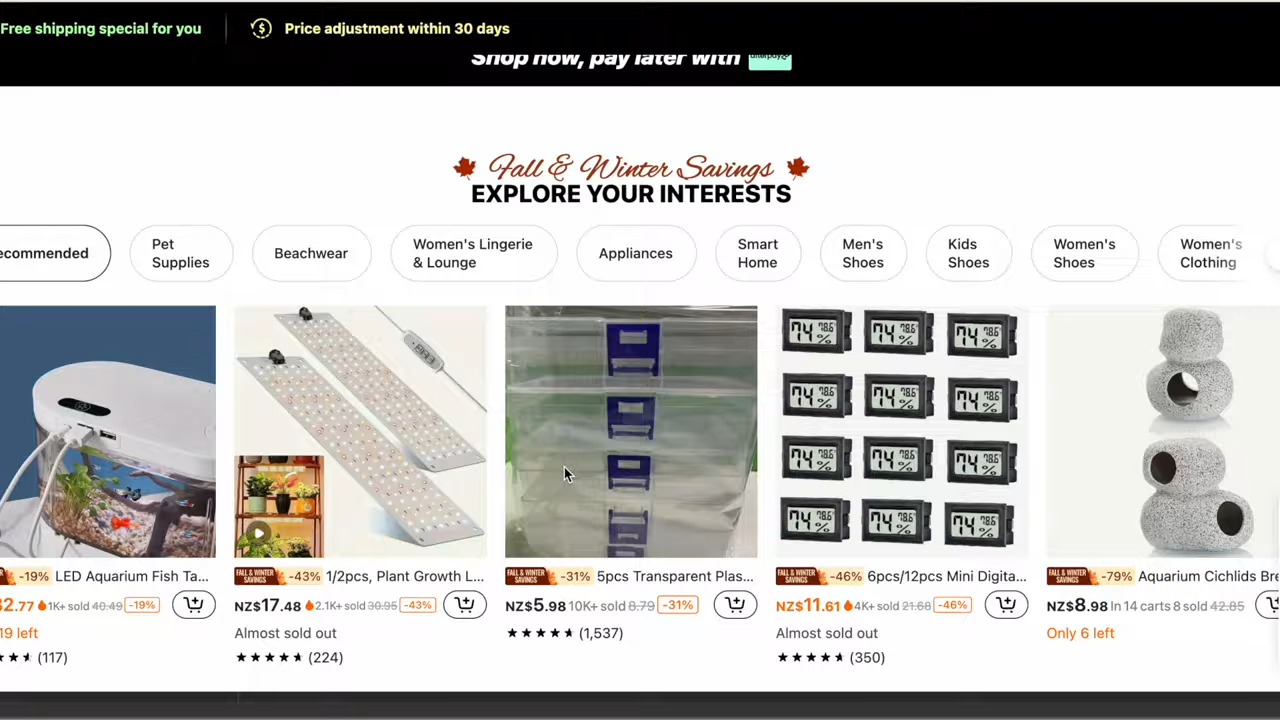 Free shipping special for you
Price adjustment within 30 days
Shop now, pay later with afterpay
Fall & Winter Savings
EXPLORE YOUR INTERESTS
ecommended
Pet Supplies
Beachwear
Women's Lingerie & Lounge
Appliances
Smart Home
Men's Shoes
Kids Shoes
Women's Shoes
Women's Clothing
-19% LED Aquarium Fish Ta...
2.77 1K+ sold 40.49 -19%
19 left
(117)
FALL & WINTER SAVINGS -43% 1/2pcs Plant Growth L...
NZ$17.48 2.1K+ sold 30.95 -43%
Almost sold out
(224)
FALL & WINTER SAVINGS -31% 5pcs Transparent Plas...
NZ$5.98 10K+ sold 8.79 -31%
(1,537)
74% 78.6
FALL & WINTER SAVINGS -46% 6pcs/12pcs Mini Digita...
NZ$11.61 4K+ sold 21.68 -46%
Almost sold out
(350)
FALL & WINTER SAVINGS -79% Aquarium Cichlids Bre
NZ$8.98 In 14 carts 8 sold 42.85
Only 6 left